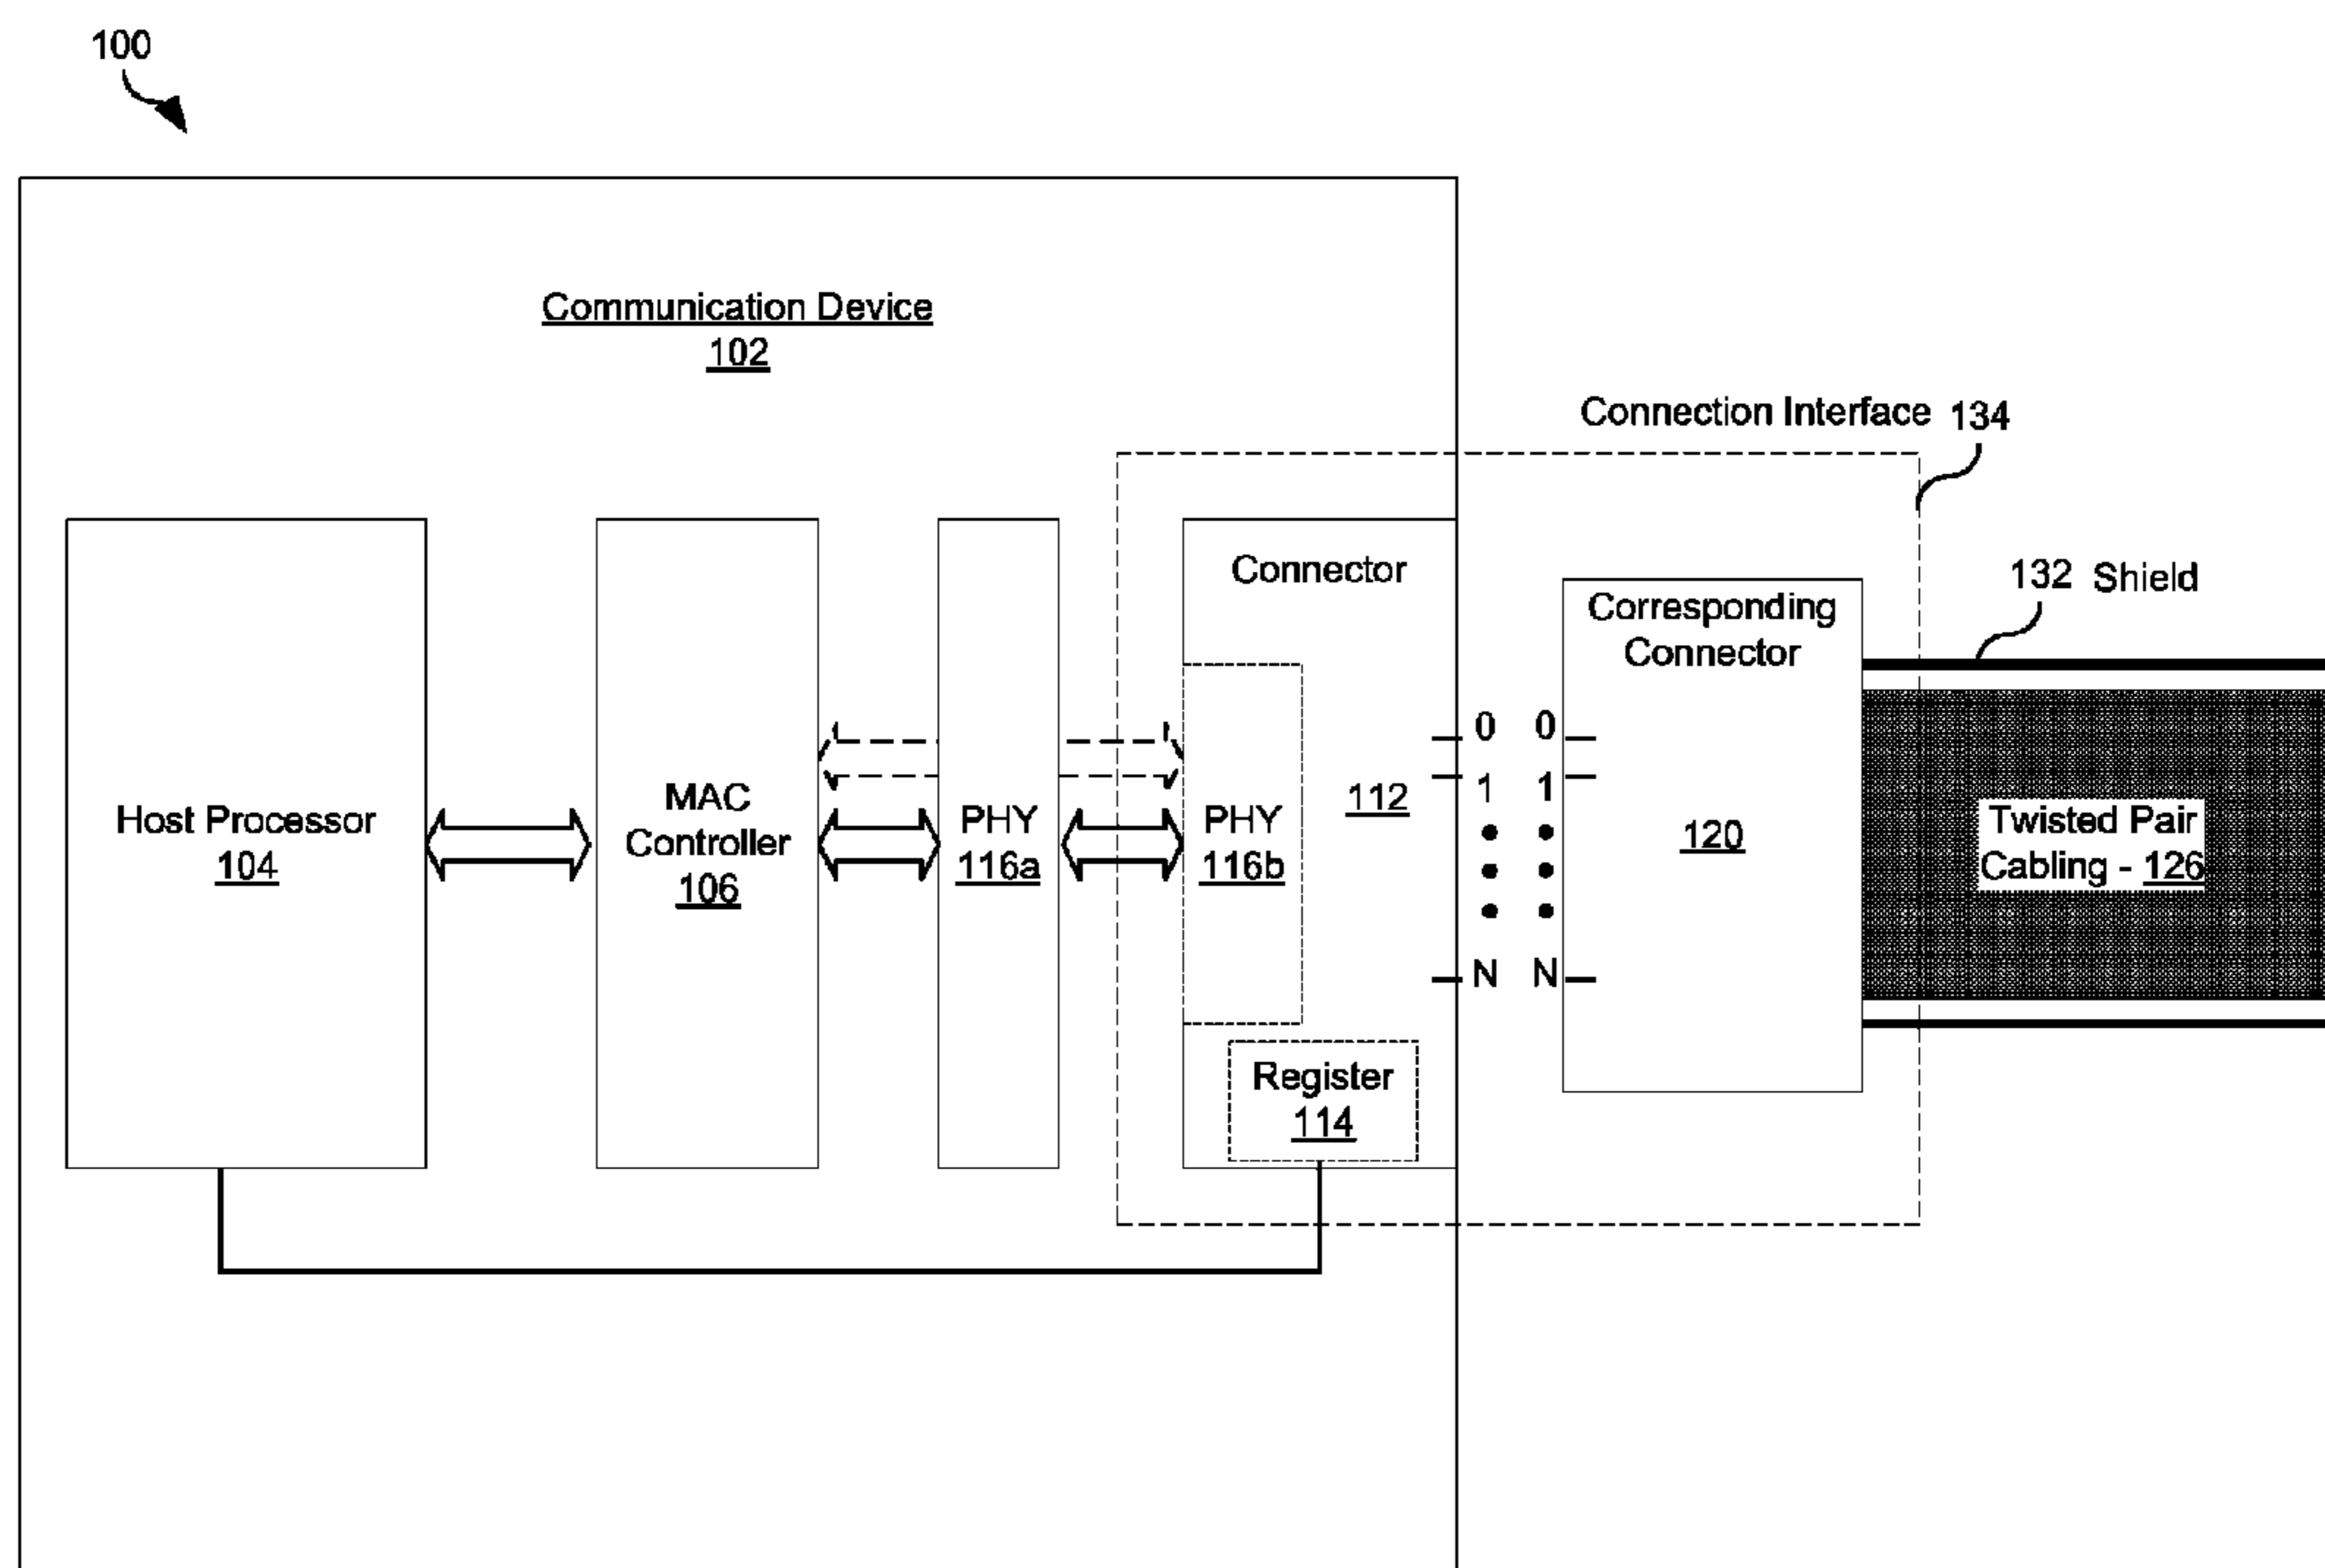 100
Communication Device
102
Connection Interface 134
132 Shield
Host Processor
104
MAC
Controller
106
PHY
116a
Connector
PHY
116b
112
Register
114
0 0
1 1
N N
Corresponding
Connector
120
Twisted Pair
Cabling - 126